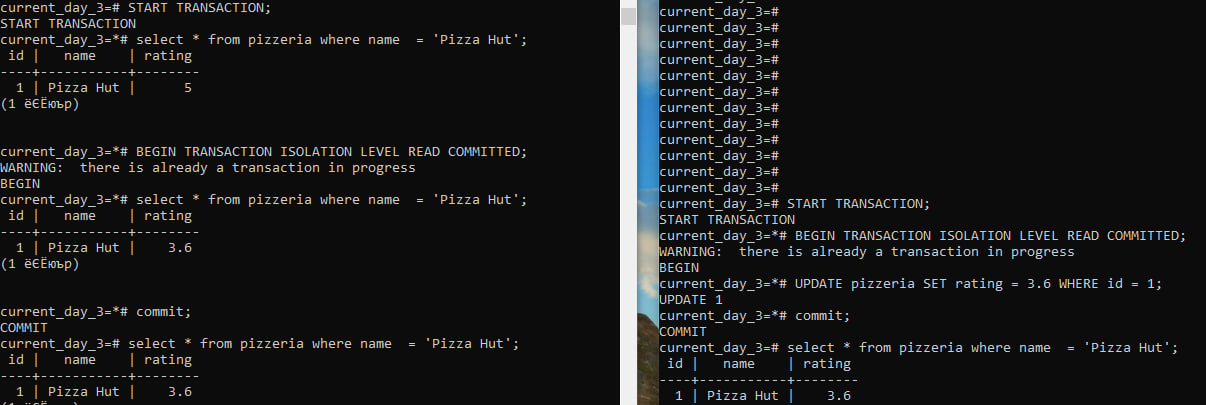 current_day_3=# START TRANSACTION;
START TRANSACTION
current_day_3=*# select * from pizzeria where name  = 'Pizza Hut';
 id |   name    | rating
----+-----------+--------
  1 | Pizza Hut |      5
(1 ёЄЁюър)
current_day_3=*# BEGIN TRANSACTION ISOLATION LEVEL READ COMMITTED;
WARNING:  there is already a transaction in progress
BEGIN
current_day_3=*# select * from pizzeria where name  = 'Pizza Hut';
 id |   name    | rating
----+-----------+--------
  1 | Pizza Hut |    3.6
(1 ёЄЁюър)
current_day_3=*# commit;
COMMIT
current_day_3=# select * from pizzeria where name  = 'Pizza Hut';
 id |   name    | rating
----+-----------+--------
  1 | Pizza Hut |    3.6
current_day_3=#
current_day_3=#
current_day_3=#
current_day_3=#
current_day_3=#
current_day_3=#
current_day_3=#
current_day_3=#
current_day_3=#
current_day_3=#
current_day_3=#
current_day_3=#
current_day_3=# START TRANSACTION;
START TRANSACTION
current_day_3=*# BEGIN TRANSACTION ISOLATION LEVEL READ COMMITTED;
WARNING:  there is already a transaction in progress
BEGIN
current_day_3=*# UPDATE pizzeria SET rating = 3.6 WHERE id = 1;
UPDATE 1
current_day_3=*# commit;
COMMIT
current_day_3=# select * from pizzeria where name  = 'Pizza Hut';
 id |   name    | rating
----+-----------+--------
  1 | Pizza Hut |    3.6